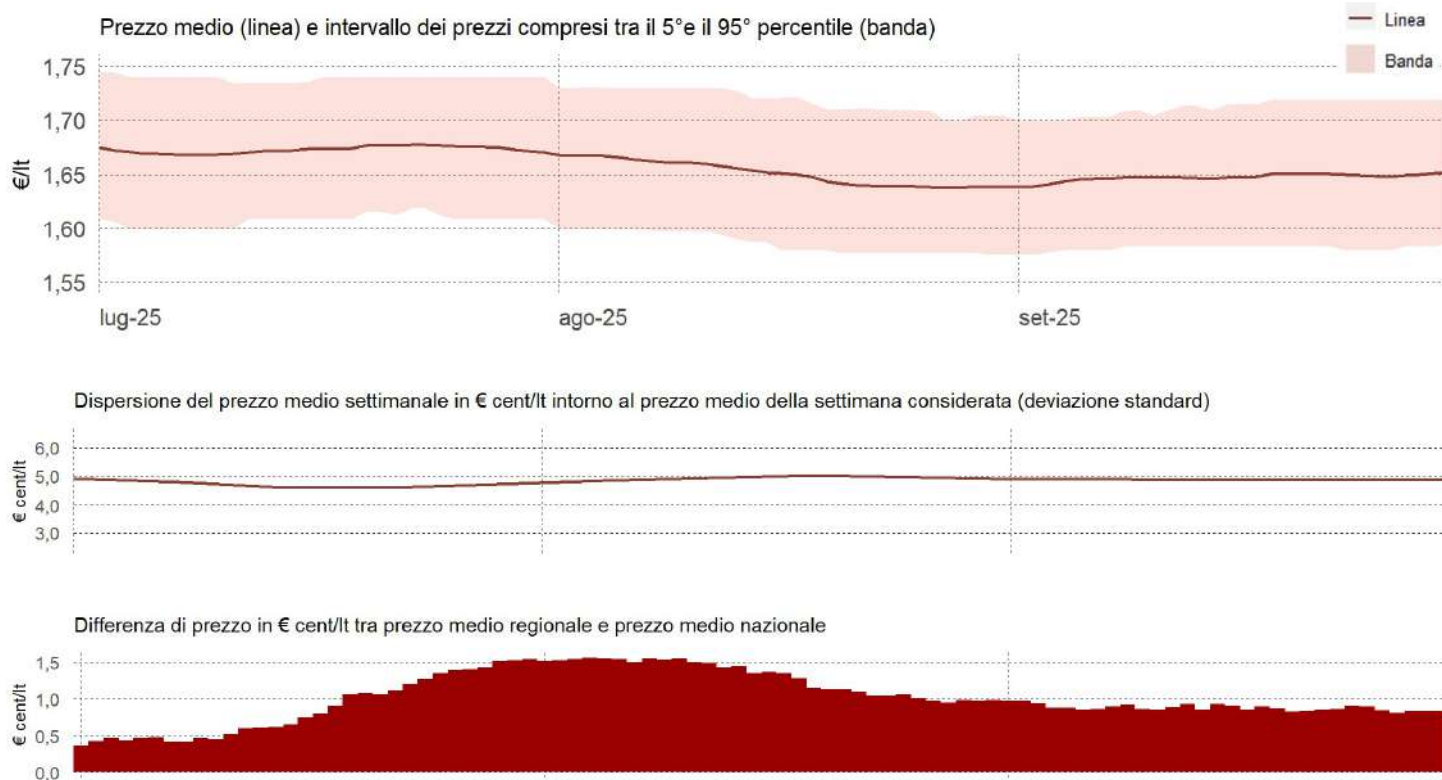 Prezzo medio (linea) e intervallo dei prezzi compresi tra il 5°e il 95° percentile (banda)
Linea
Banda
€/lt
1,75
1,70
1,65
1,60
1,55
lug-25
ago-25
set-25
Dispersione del prezzo medio settimanale in € cent/lt intorno al prezzo medio della settimana considerata (deviazione standard)
€ cent/lt
6,0
5,0
4,0
3,0
Differenza di prezzo in € cent/lt tra prezzo medio regionale e prezzo medio nazionale
€ cent/lt
1,5
1,0
0,5
0,0